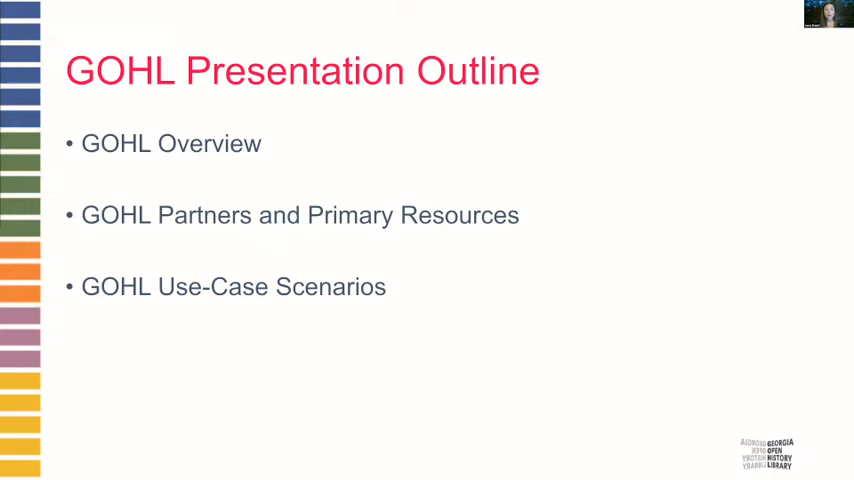 GOHL Presentation Outline
• GOHL Overview
• GOHL Partners and Primary Resources
• GOHL Use-Case Scenarios
GEORGIA
OPEN
HISTORY
LIBRARY